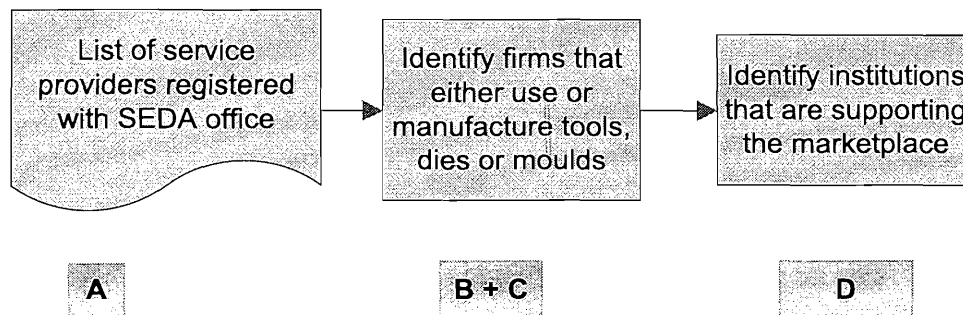 List of service
providers registered
with SEDA office
Identify firms that
either use or
manufacture tools,
dies or moulds
Identify institutions
that are supporting
the marketplace
A
B + C
D